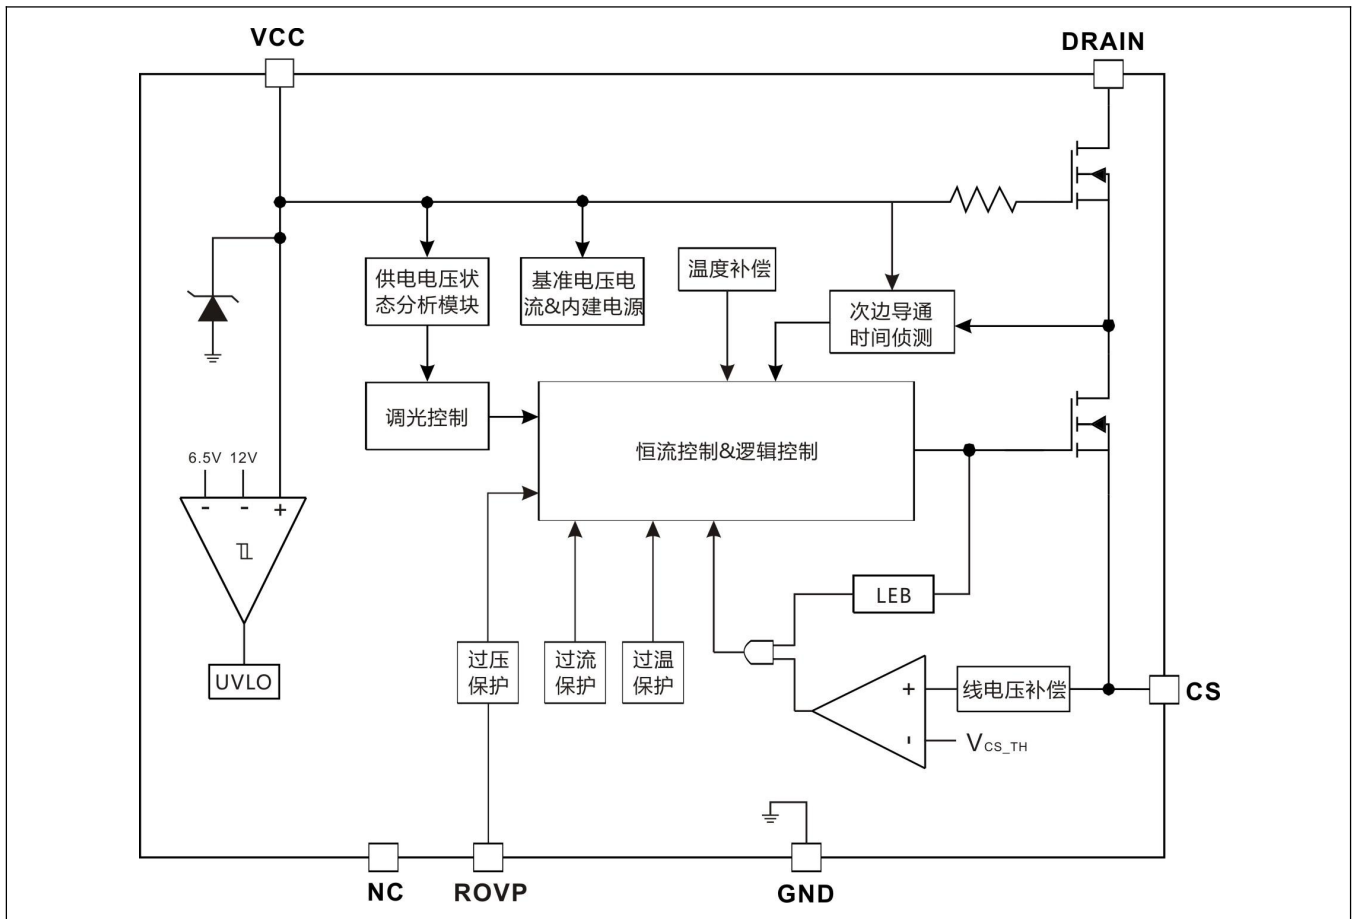 VCC
DRAIN
供电电压状
态分析模块
基准电压电
流&内建电源
温度补偿
次边导通
时间侦测
调光控制
恒流控制&逻辑控制
6.5V 12V
- - +
LEB
UVLO
过压
保护
过流
保护
过温
保护
+
线电压补偿
CS
-
VCS_TH
NC
ROVP
GND